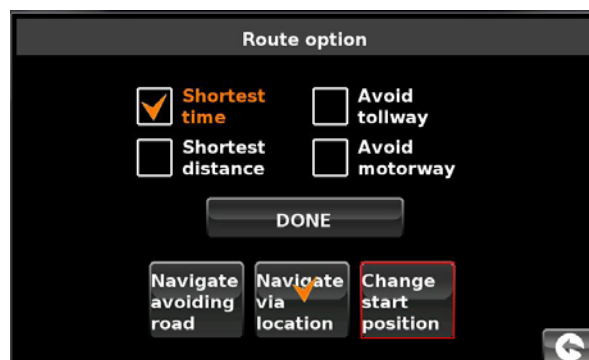 Route option
Shortest
time
Avoid
tollway
Shortest
distance
Avoid
motorway
DONE
Navigate
avoiding
road
Navigate
via
location
Change
start
position